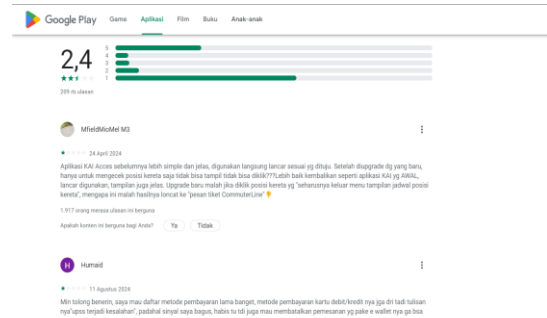 Google Play Game Aplikasi Film Buku Anak-anak
2,4
5
4
3
2
1
209 rb ulasan
MfieldMioMel M3
24 April 2024
Aplikasi KAI Acces sebelumnya lebih simple dan jelas, digunakan langsung lancar sesuai yg dituju. Setelah diupgrade dg yang baru,
hanya untuk mengecek posisi kereta saja tidak bisa tampil tidak bisa diklik???Lebih baik kembalikan seperti aplikasi KAI yg AWAL,
lancar digunakan, tampilan juga jelas. Upgrade baru malah jika diklik posisi kereta yg "seharusnya keluar menu tampilan jadwal posisi
kereta", mengapa ini malah hasilnya loncat ke "pesan tiket CommuterLine" 👎
1.917 orang merasa ulasan ini berguna
Apakah konten ini berguna bagi Anda? Ya Tidak
H Humaid
11 Agustus 2024
Min tolong benerin, saya mau daftar metode pembayaran lama banget, metode pembayaran kartu debit/kredit nya jga dri tadi tulisan
nya"upss terjadi kesalahan", padahal sinyal saya bagus, habis tu tdi juga mau membatalkan pemesanan yg pake e wallet nya ga bsa